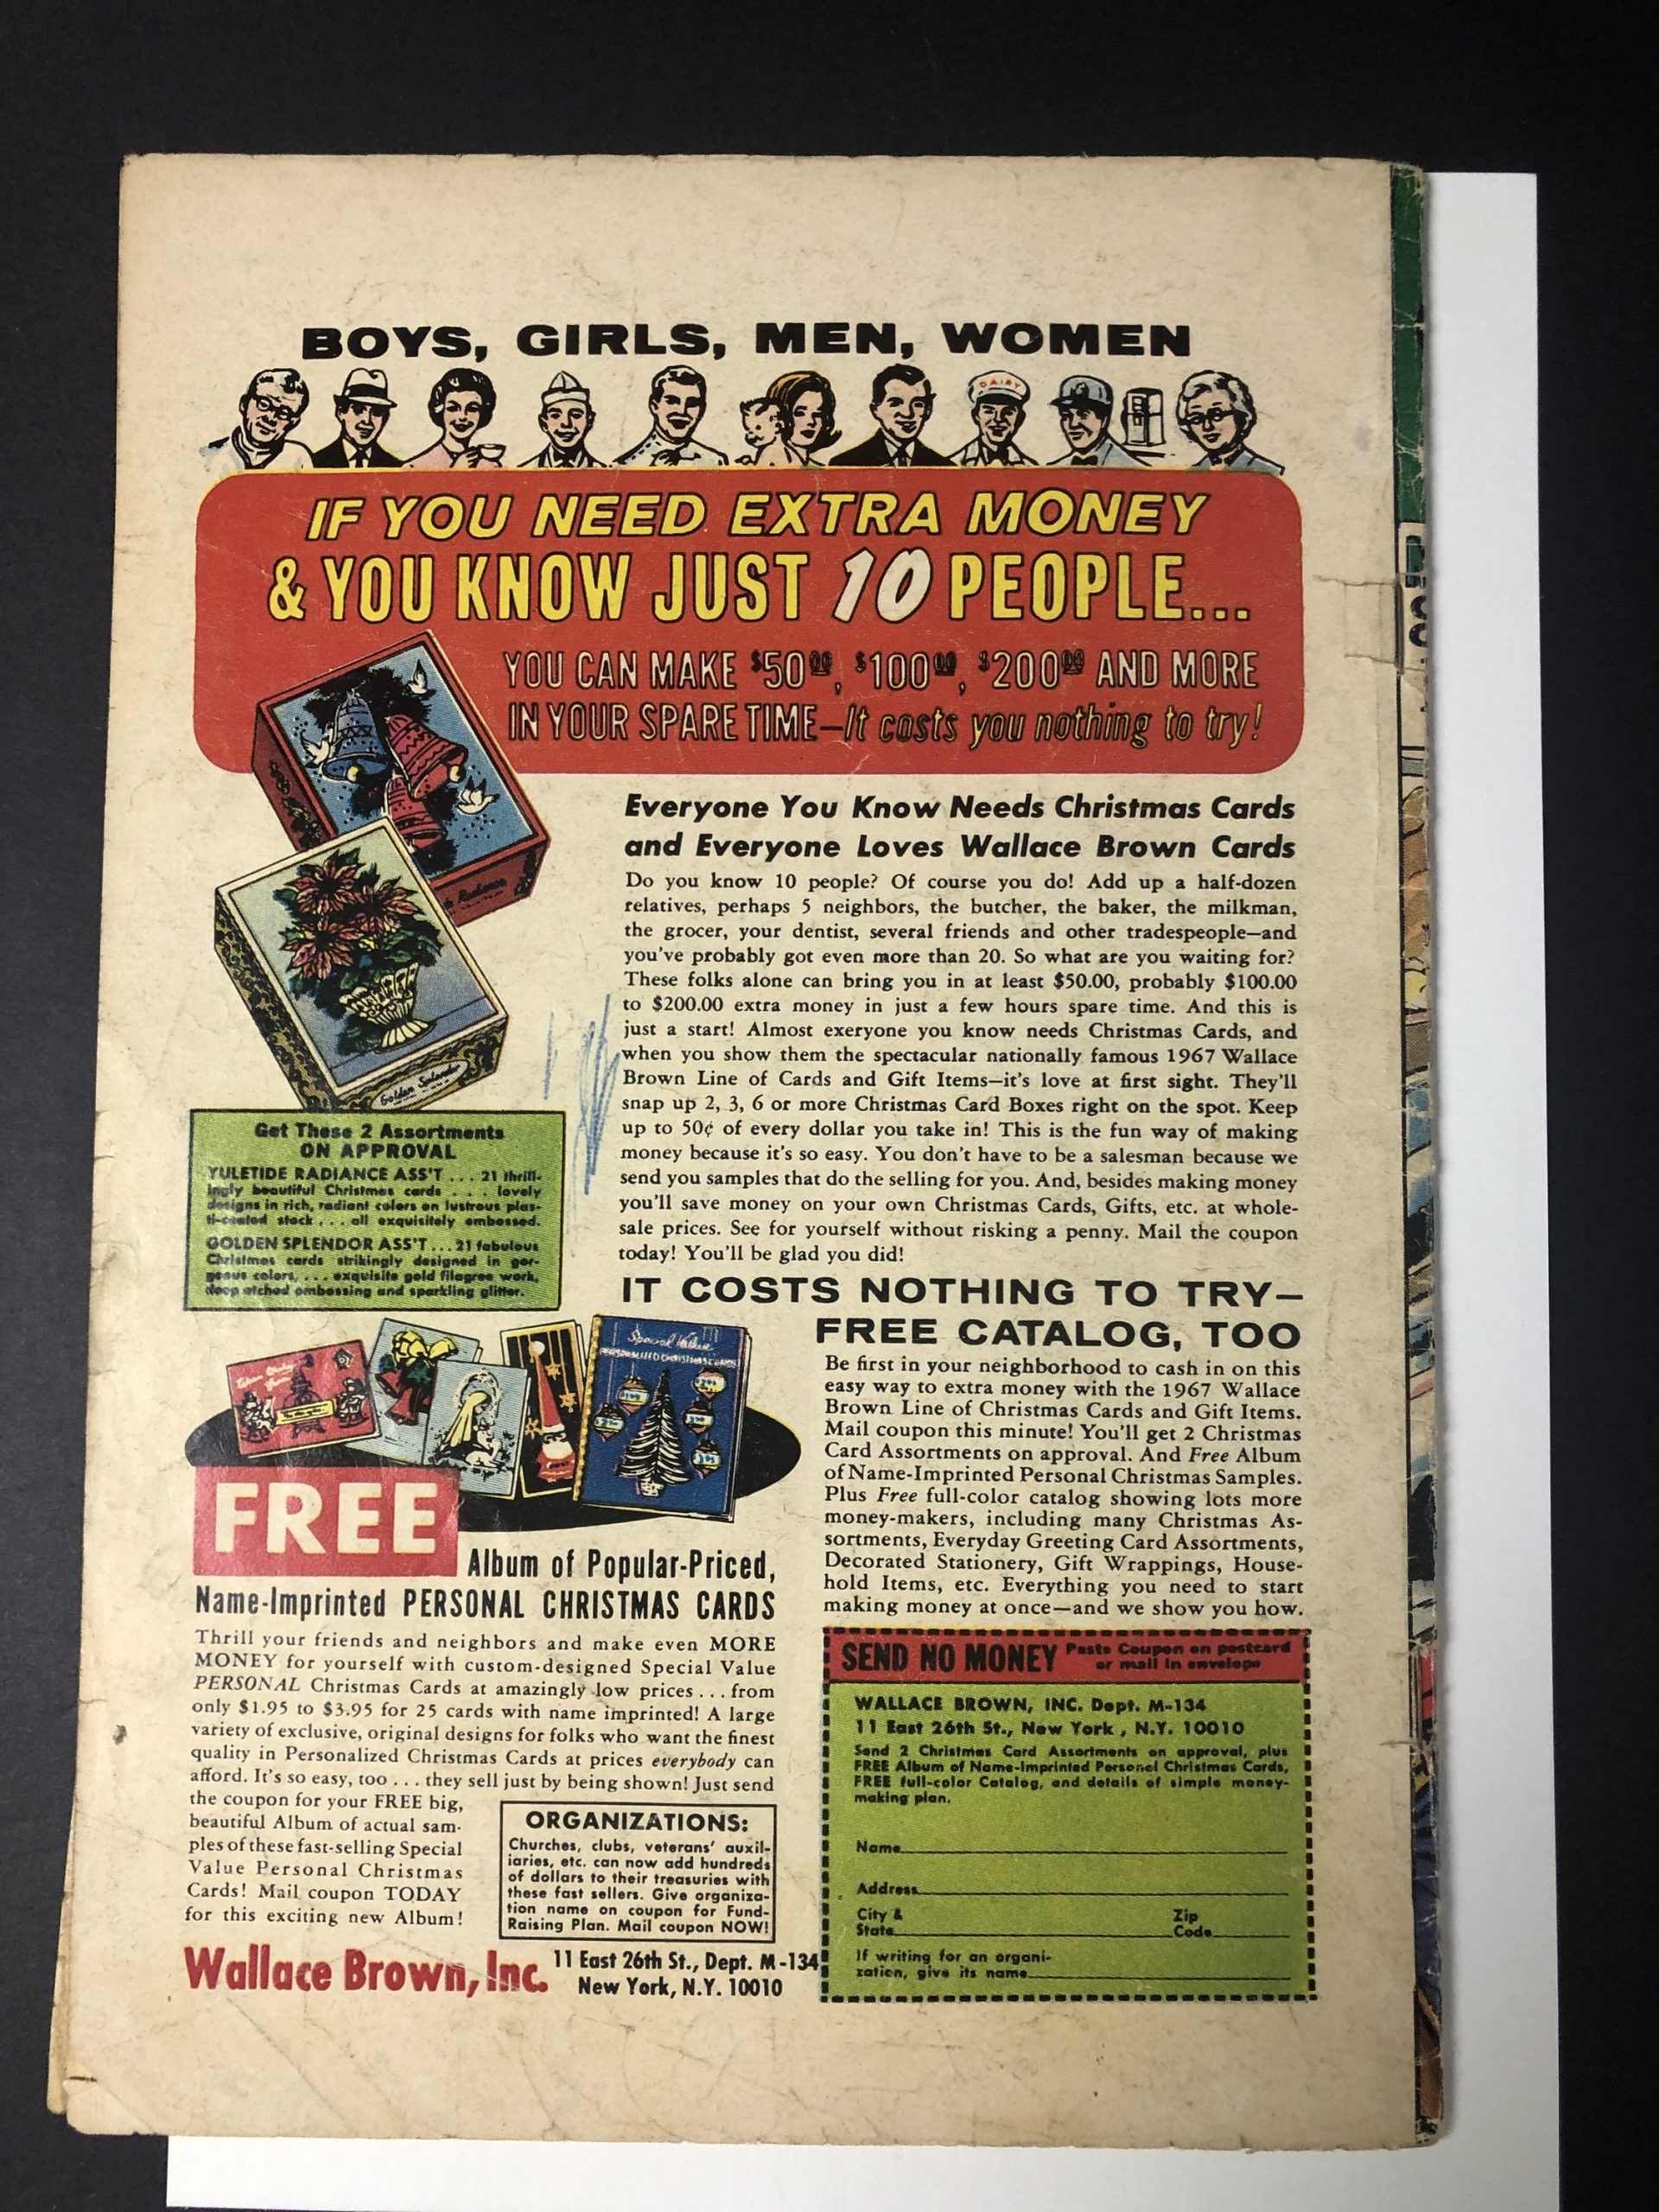 BOYS, GIRLS, MEN, WOMEN
DAIRY
IF YOU NEED EXTRA MONEY
& YOU KNOW JUST 10 PEOPLE...
YOU CAN MAKE $50.00, $100.00, $200.00 AND MORE
IN YOUR SPARE TIME—It costs you nothing to try!
Everyone You Know Needs Christmas Cards
and Everyone Loves Wallace Brown Cards
Do you know 10 people? Of course you do! Add up a half-dozen
relatives, perhaps 5 neighbors, the butcher, the baker, the milkman,
the grocer, your dentist, several friends and other tradespeople—and
you've probably got even more than 20. So what are you waiting for?
These folks alone can bring you in at least $50.00, probably $100.00
to $200.00 extra money in just a few hours spare time. And this is
just a start! Almost exeryone you know needs Christmas Cards, and
when you show them the spectacular nationally famous 1967 Wallace
Brown Line of Cards and Gift Items—it's love at first sight. They'll
snap up 2, 3, 6 or more Christmas Card Boxes right on the spot. Keep
up to 50¢ of every dollar you take in! This is the fun way of making
money because it's so easy. You don't have to be a salesman because we
send you samples that do the selling for you. And, besides making money
you'll save money on your own Christmas Cards, Gifts, etc. at whole-
sale prices. See for yourself without risking a penny. Mail the coupon
today! You'll be glad you did!
Radiance
Golden Splendor
Get These 2 Assortments
ON APPROVAL
YULETIDE RADIANCE ASS'T . . . 21 thrill-
ingly beautiful Christmas cards . . . lovely
designs in rich, radiant colors on lustrous plas-
ti-coated stock . . . all exquisitely embossed.
GOLDEN SPLENDOR ASS'T . . . 21 fabulous
Christmas cards strikingly designed in gor-
geous colors, . . . exquisite gold filagree work,
deep etched embossing and sparkling glitter.
IT COSTS NOTHING TO TRY—
FREE CATALOG, TOO
Be first in your neighborhood to cash in on this
easy way to extra money with the 1967 Wallace
Brown Line of Christmas Cards and Gift Items.
Mail coupon this minute! You'll get 2 Christmas
Card Assortments on approval. And Free Album
of Name-Imprinted Personal Christmas Samples.
Plus Free full-color catalog showing lots more
money-makers, including many Christmas As-
sortments, Everyday Greeting Card Assortments,
Decorated Stationery, Gift Wrappings, House-
hold Items, etc. Everything you need to start
making money at once—and we show you how.
Special Value
PERSONALIZED CHRISTMAS CARDS
FREE
Album of Popular-Priced,
Name-Imprinted PERSONAL CHRISTMAS CARDS
Thrill your friends and neighbors and make even MORE
MONEY for yourself with custom-designed Special Value
PERSONAL Christmas Cards at amazingly low prices . . . from
only $1.95 to $3.95 for 25 cards with name imprinted! A large
variety of exclusive, original designs for folks who want the finest
quality in Personalized Christmas Cards at prices everybody can
afford. It's so easy, too . . . they sell just by being shown! Just send
the coupon for your FREE big,
beautiful Album of actual sam-
ples of these fast-selling Special
Value Personal Christmas
Cards! Mail coupon TODAY
for this exciting new Album!
ORGANIZATIONS:
Churches, clubs, veterans' auxil-
iaries, etc. can now add hundreds
of dollars to their treasuries with
these fast sellers. Give organiza-
tion name on coupon for Fund-
Raising Plan. Mail coupon NOW!
Wallace Brown, Inc.
11 East 26th St., Dept. M-134
New York, N.Y. 10010
SEND NO MONEY Paste Coupon on postcard
or mail in envelope
WALLACE BROWN, INC. Dept. M-134
11 East 26th St., New York , N.Y. 10010
Send 2 Christmas Card Assortments on approval, plus
FREE Album of Name-Imprinted Personal Christmas Cards,
FREE full-color Catalog, and details of simple money-
making plan.
Name
Address
City & Zip
State Code
If writing for an organi-
zation, give its name